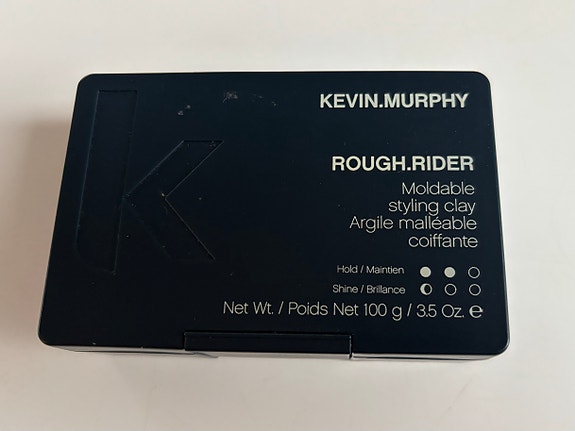 KEVIN.MURPHY
ROUGH.RIDER
Moldable
styling clay
Argile malléable
coiffante
Hold / Maintien
Shine / Brillance
Net Wt. / Poids Net 100 g / 3.5 Oz. ℮